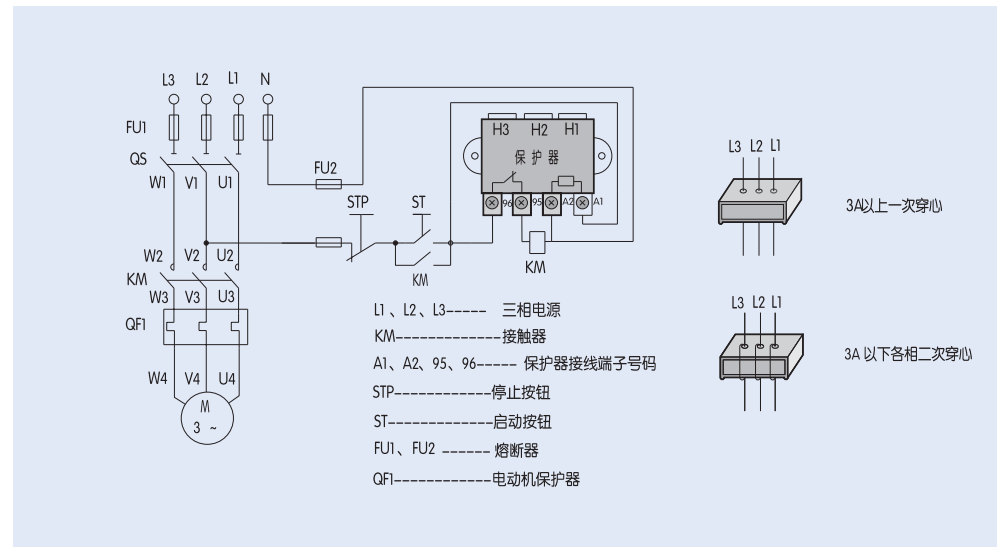 L3 L2 L1 N
FU1
QS
W1 V1 U1
FU2
STP ST
H3 H2 H1
保护器
96 95 A2 A1
W2 V2 U2
KM
W3 V3 U3
QF1
W4 V4 U4
M
3 ~
KM
KM
L1、L2、L3----- 三相电源
KM-------------接触器
A1、A2、95、96----- 保护器接线端子号码
STP------------停止按钮
ST-------------启动按钮
FU1、FU2 ------ 熔断器
QF1------------电动机保护器
L3 L2 L1
3A以上一次穿心
L3 L2 L1
3A 以下各相二次穿心